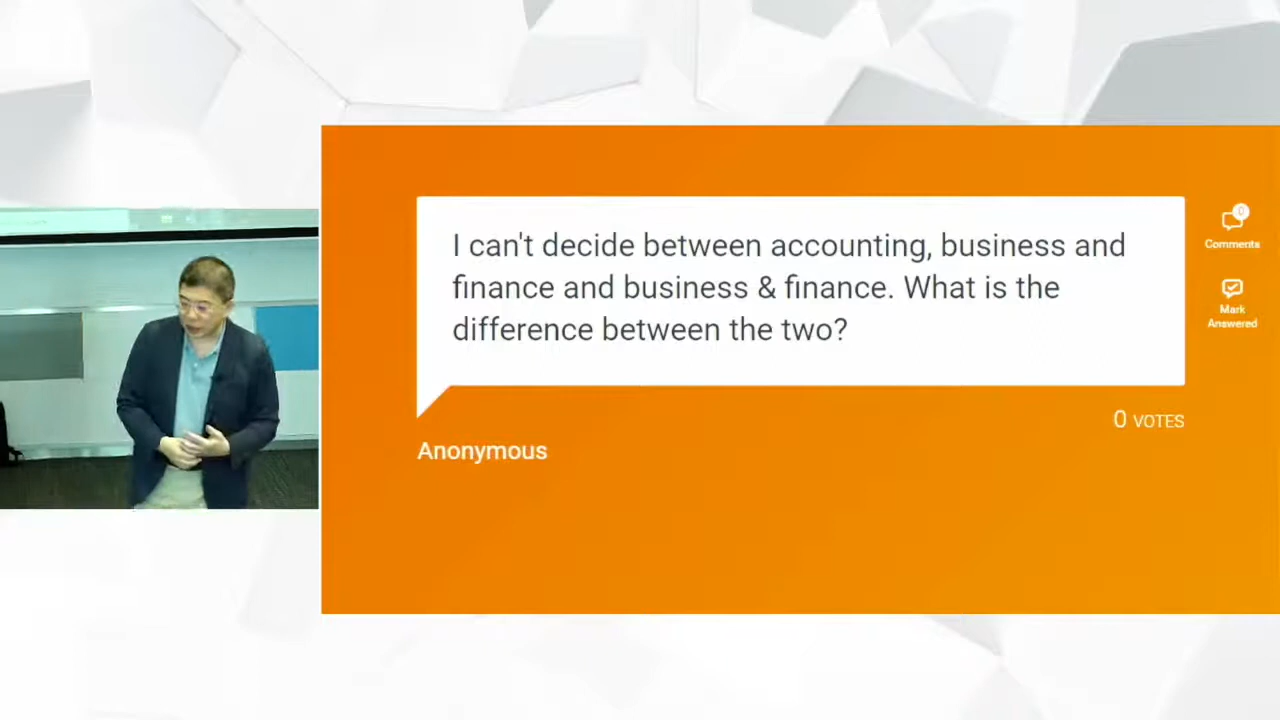 I can't decide between accounting, business and
finance and business & finance. What is the
difference between the two?
0 VOTES
Anonymous
0
Comments
Mark
Answered